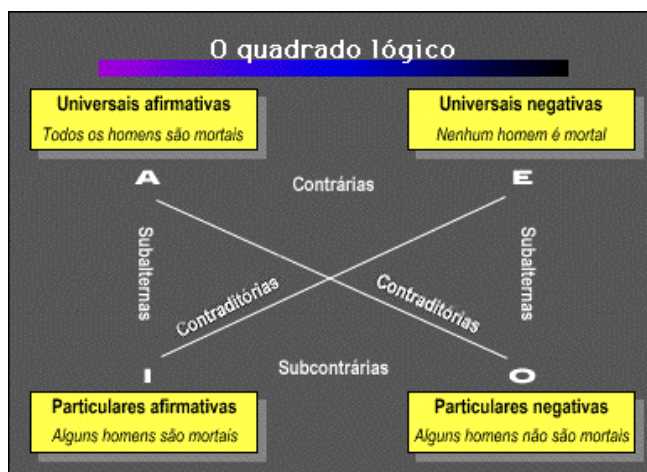 O quadrado lógico
Universais afirmativas
Todos os homens são mortais
Universais negativas
Nenhum homem é mortal
A
Contrárias
E
Subalternas
Contraditórias
Contraditórias
Subalternas
I
Subcontrárias
O
Particulares afirmativas
Alguns homens são mortais
Particulares negativas
Alguns homens não são mortais